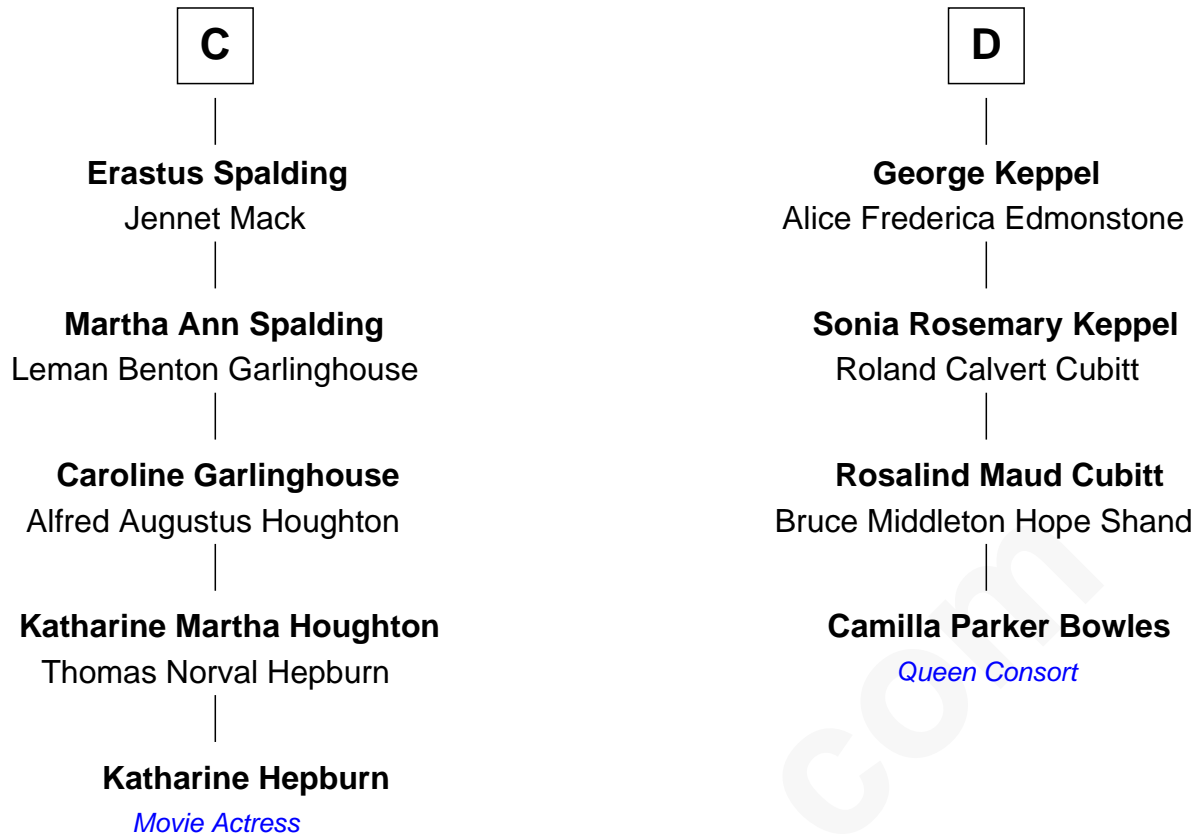 C
Erastus Spalding
Jennet Mack
Martha Ann Spalding
Leman Benton Garlinghouse
Caroline Garlinghouse
Alfred Augustus Houghton
Katharine Martha Houghton
Thomas Norval Hepburn
Katharine Hepburn
Movie Actress
D
George Keppel
Alice Frederica Edmonstone
Sonia Rosemary Keppel
Roland Calvert Cubitt
Rosalind Maud Cubitt
Bruce Middleton Hope Shand
Camilla Parker Bowles
Queen Consort
com